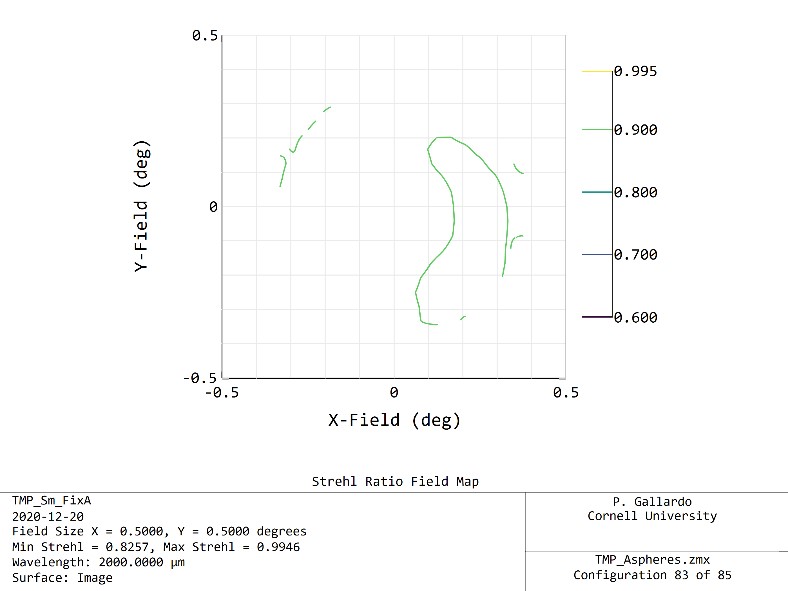 0.5
0
-0.5
Y-Field (deg)
-0.5 0 0.5
X-Field (deg)
0.995
0.900
0.800
0.700
0.600
Strehl Ratio Field Map
TMP_Sm_FixA
2020-12-20
Field Size X = 0.5000, Y = 0.5000 degrees
Min Strehl = 0.8257, Max Strehl = 0.9946
Wavelength: 2000.0000 µm
Surface: Image
P. Gallardo
Cornell University
TMP_Aspheres.zmx
Configuration 83 of 85